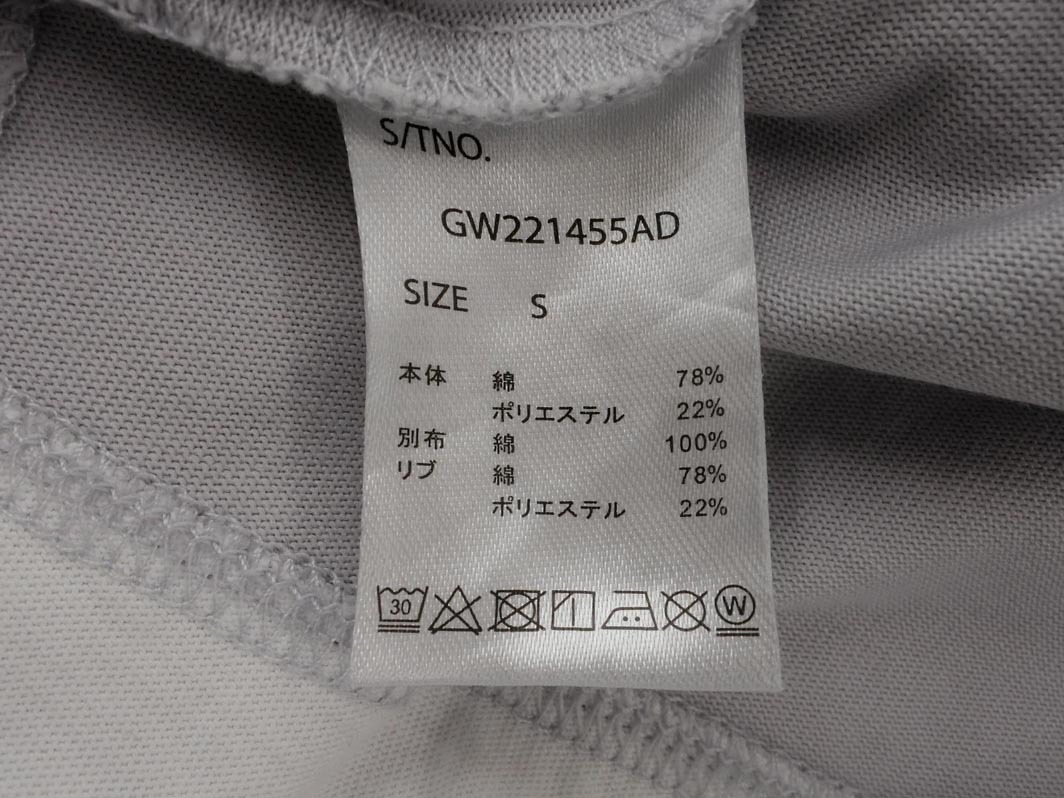 S/TNO.
GW221455AD
SIZE S
本体 綿 78%
ポリエステル 22%
別布 綿 100%
リブ 綿 78%
ポリエステル 22%
30 W